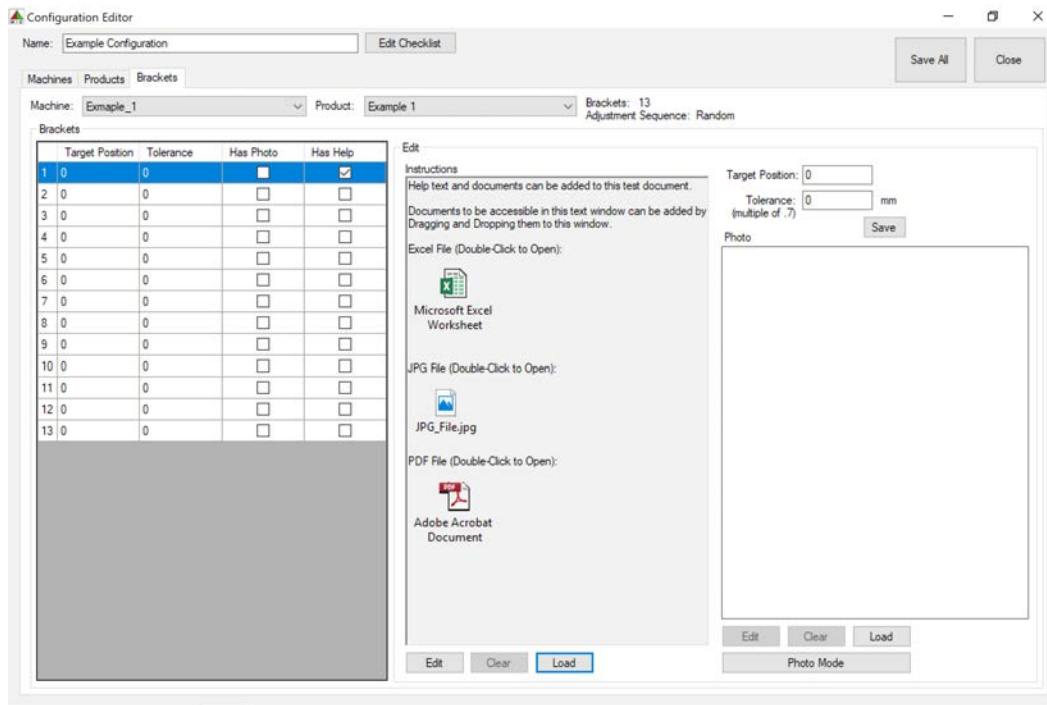 Configuration Editor
Name: Example Configuration Edit Checklist
Save All Close
Machines Products Brackets
Machine: Exmaple_1 Product: Example 1 Brackets: 13
Adjustment Sequence: Random
Brackets
Target Position Tolerance Has Photo Has Help
1 0 0
2 0 0
3 0 0
4 0 0
5 0 0
6 0 0
7 0 0
8 0 0
9 0 0
10 0 0
11 0 0
12 0 0
13 0 0
Edit
Instructions
Help text and documents can be added to this test document.
Documents to be accessible in this text window can be added by
Dragging and Dropping them to this window.
Excel File (Double-Click to Open):
Microsoft Excel
Worksheet
JPG File (Double-Click to Open):
JPG_File.jpg
PDF File (Double-Click to Open):
PDF
Adobe Acrobat
Document
Edit Clear Load
Target Position: 0
Tolerance: 0 mm
(multiple of .7)
Save
Photo
Edit Clear Load
Photo Mode